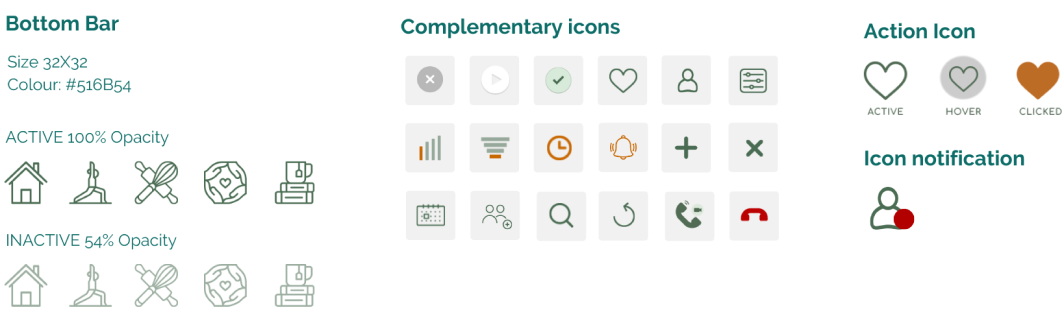 Bottom Bar
Size 32X32
Colour: #516B54
ACTIVE 100% Opacity
INACTIVE 54% Opacity
Complementary icons
Action Icon
ACTIVE
HOVER
CLICKED
Icon notification